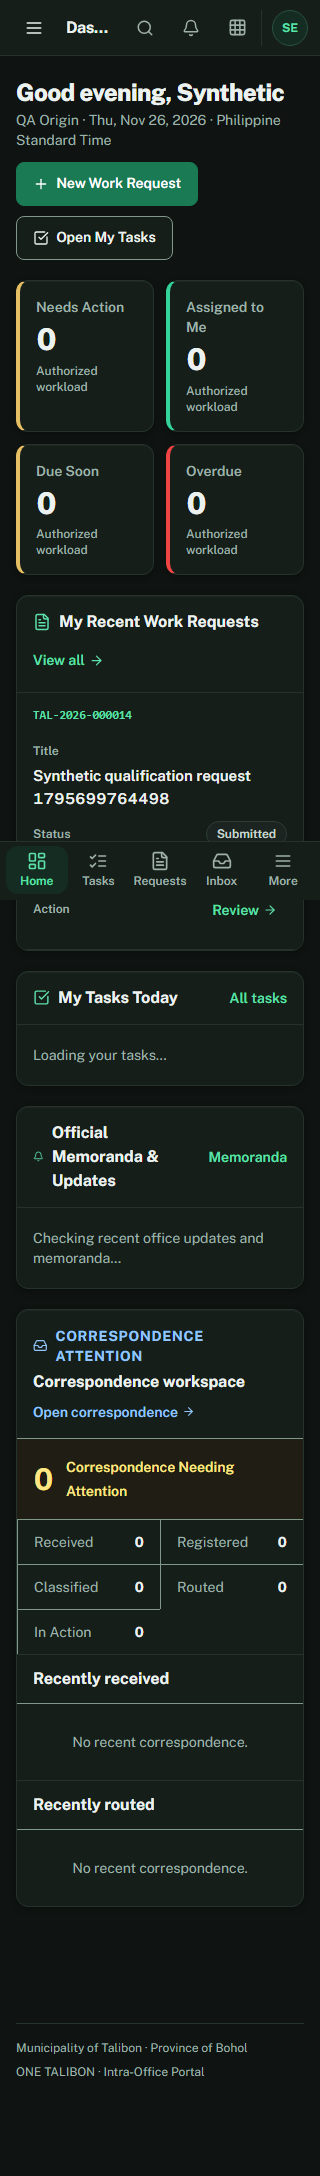 Das...
SE
Good evening, Synthetic
QA Origin · Thu, Nov 26, 2026 · Philippine
Standard Time
New Work Request
Open My Tasks
Needs Action
0
Authorized
workload
Assigned to
Me
0
Authorized
workload
Due Soon
0
Authorized
workload
Overdue
0
Authorized
workload
My Recent Work Requests
View all →
TAL-2026-000014
Title
Synthetic qualification request
1795699764498
Status
Submitted
Home
Tasks
Requests
Inbox
More
Action
Review →
My Tasks Today
All tasks
Loading your tasks...
Official
Memoranda &
Updates
Memoranda
Checking recent office updates and
memoranda...
CORRESPONDENCE
ATTENTION
Correspondence workspace
Open correspondence →
0
Correspondence Needing
Attention
Received 0
Registered 0
Classified 0
Routed 0
In Action 0
Recently received
No recent correspondence.
Recently routed
No recent correspondence.
Municipality of Talibon · Province of Bohol
ONE TALIBON · Intra-Office Portal